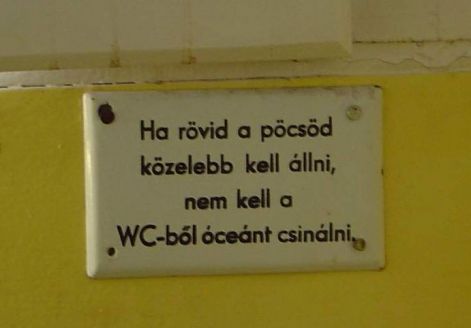 Ha rövid a pöcsöd
közelebb kell állni,
nem kell a
WC-ből óceánt csinálni.